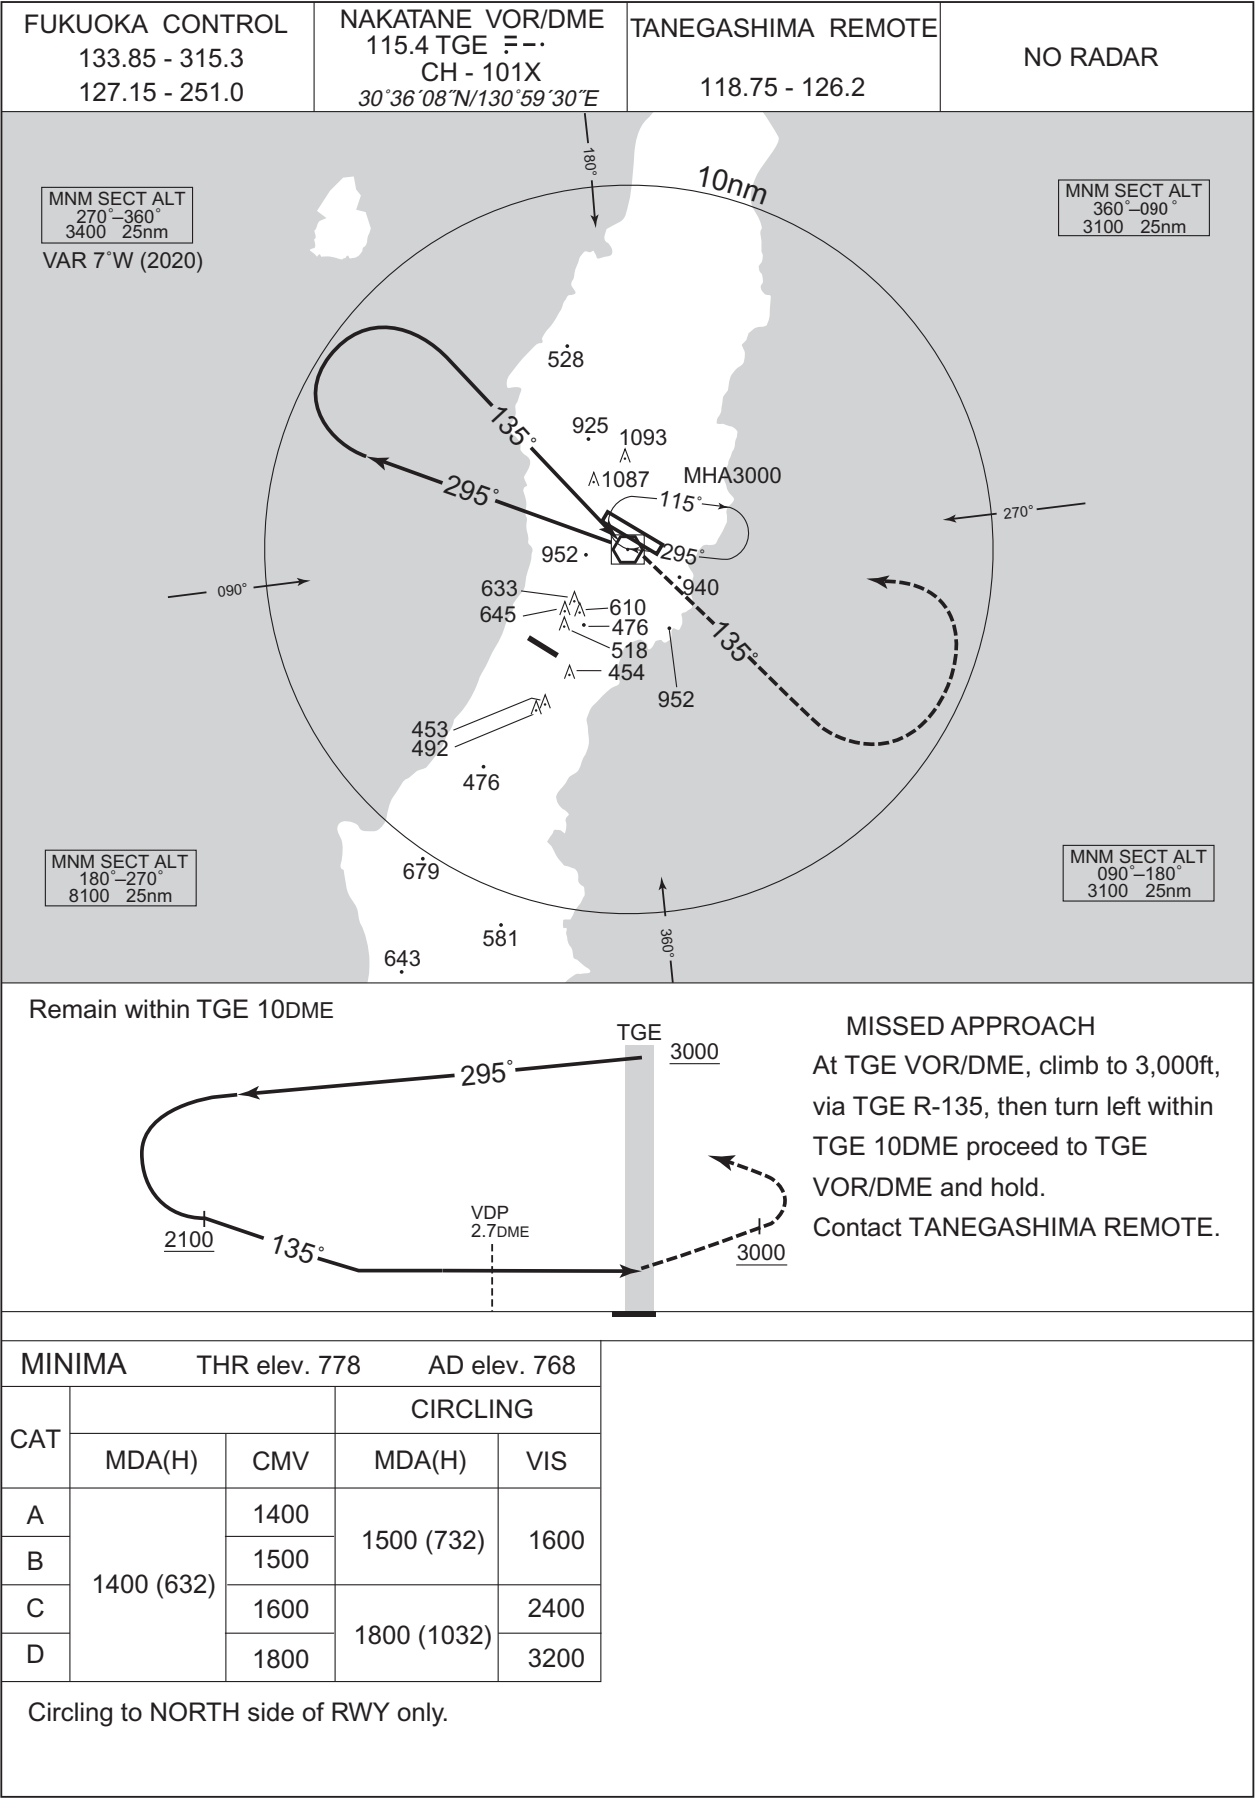 FUKUOKA CONTROL
133.85 - 315.3
127.15 - 251.0
NAKATANE VOR/DME
115.4 TGE
CH - 101X
30°36´08˝N/130°59´30˝E
TANEGASHIMA REMOTE
118.75 - 126.2
NO RADAR
180°
10nm
MNM SECT ALT
270°–360°
3400 25nm
VAR 7°W (2020)
MNM SECT ALT
360°–090°
3100 25nm
528
135°
925
1093
1087
MHA3000
115°
295°
270°
952
295°
090°
940
633
645
610
476
518
135°
454
952
453
492
476
MNM SECT ALT
180°–270°
8100 25nm
679
MNM SECT ALT
090°–180°
3100 25nm
581
360°
643
Remain within TGE 10DME
TGE
3000
295°
VDP
2.7DME
2100
135°
3000
MISSED APPROACH
At TGE VOR/DME, climb to 3,000ft,
via TGE R-135, then turn left within
TGE 10DME proceed to TGE
VOR/DME and hold.
Contact TANEGASHIMA REMOTE.
MINIMA THR elev. 778 AD elev. 768
CIRCLING
CAT MDA(H) CMV MDA(H) VIS
A 1400
1500 (732) 1600
B 1500
1400 (632)
C 1600 2400
1800 (1032)
D 1800 3200
Circling to NORTH side of RWY only.